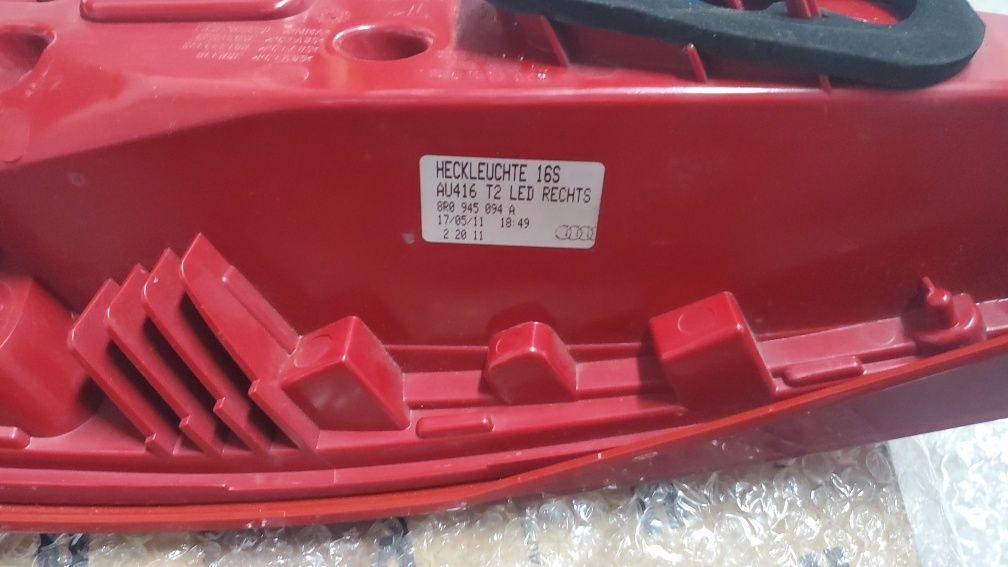 HECKLEUCHTE 16S
AU416 T2 LED RECHTS
8R0 945 094 A
17/05/11 18:49
2 20 11